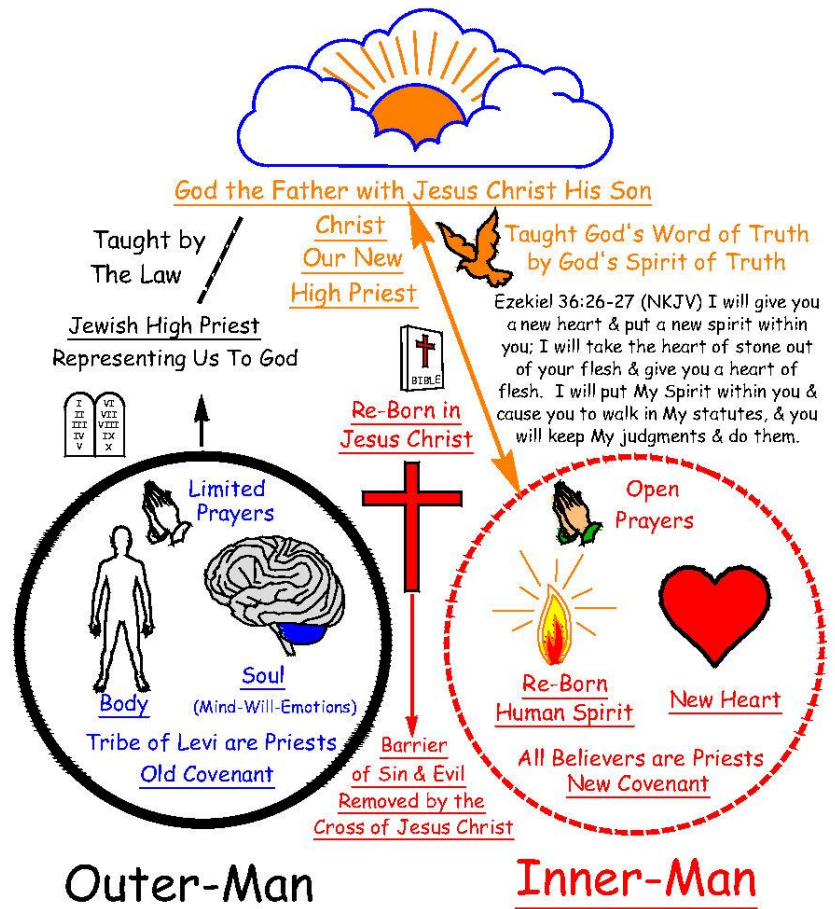 God the Father with Jesus Christ His Son
Taught by
The Law
Jewish High Priest
Representing Us To God
Christ
Our New
High Priest
Taught God's Word of Truth
by God's Spirit of Truth
Ezekiel 36:26-27 (NKJV) I will give you
a new heart & put a new spirit within
you; I will take the heart of stone out
of your flesh & give you a heart of
flesh. I will put My Spirit within you &
cause you to walk in My statutes, & you
will keep My judgments & do them.
BIBLE
Re-Born in
Jesus Christ
I VI
II VII
III VIII
IV IX
V X
Limited
Prayers
Body
Soul
(Mind-Will-Emotions)
Tribe of Levi are Priests
Old Covenant
Barrier
of Sin & Evil
Removed by the
Cross of Jesus Christ
Open
Prayers
Re-Born
Human Spirit
New Heart
All Believers are Priests
New Covenant
Outer-Man
Inner-Man